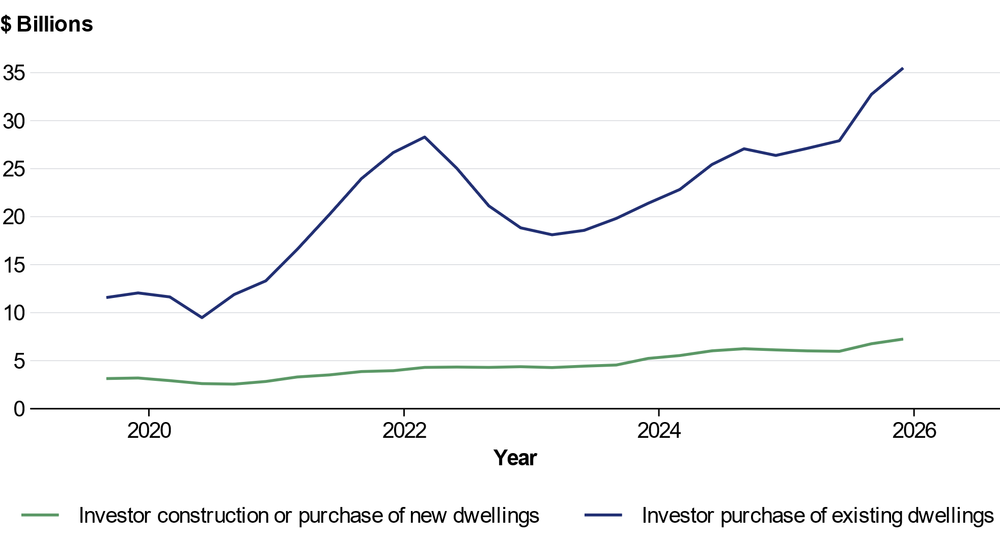 $ Billions
35
30
25
20
15
10
5
0
2020 2022 2024 2026
Year
Investor construction or purchase of new dwellings Investor purchase of existing dwellings